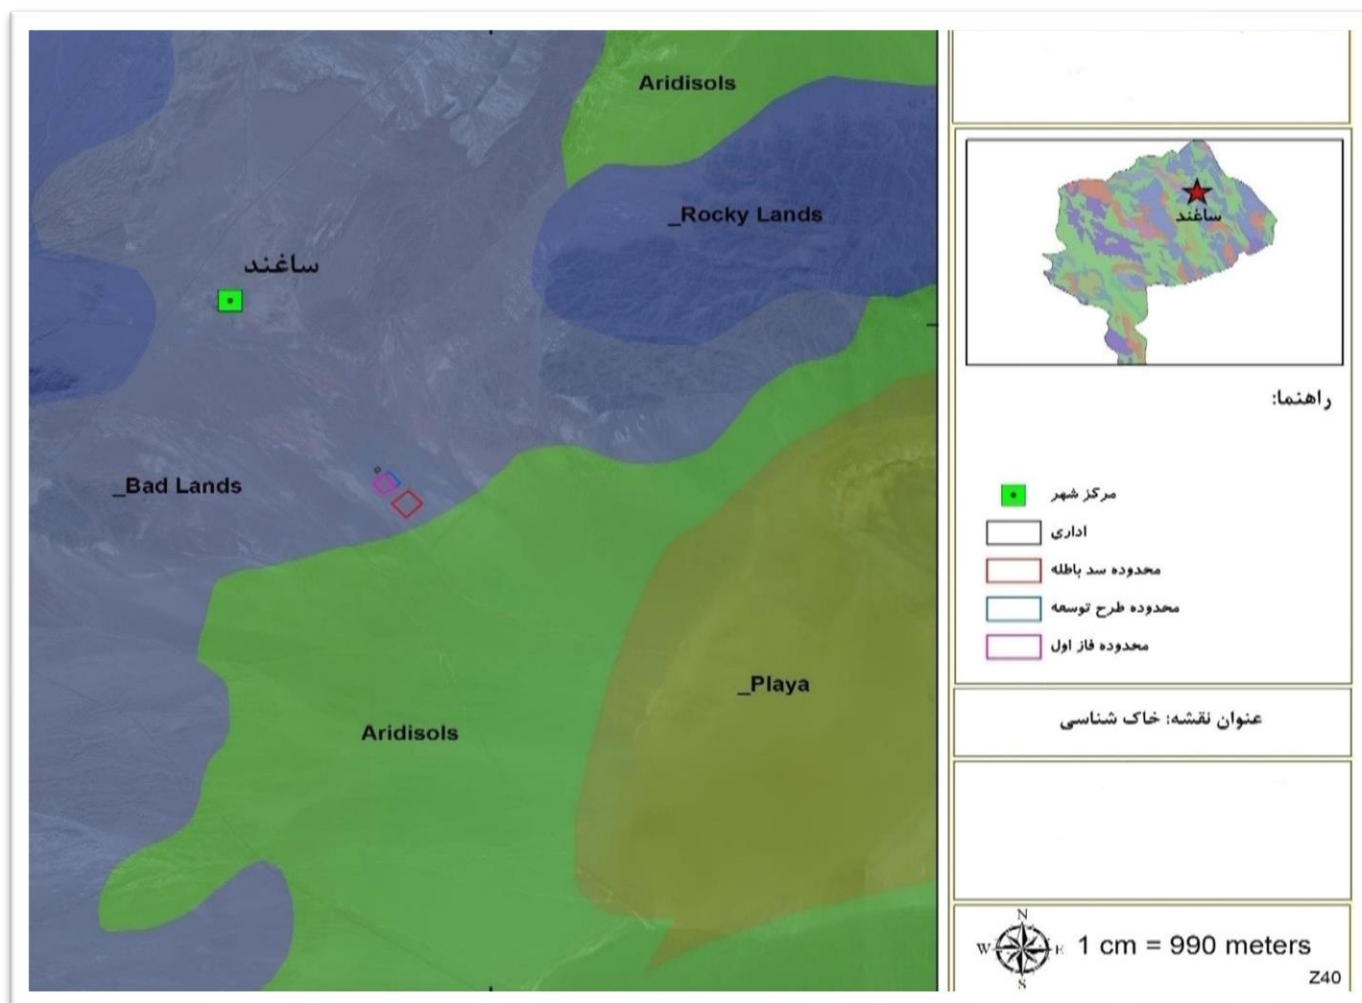 Aridisols
_Rocky Lands
ساغند
_Bad Lands
_Playa
Aridisols
ساغند
راهنما:
مرکز شهر
اداری
محدوده سد باطله
محدوده طرح توسعه
محدوده فاز اول
عنوان نقشه: خاک شناسی
N
W
E
S
1 cm = 990 meters
Z40